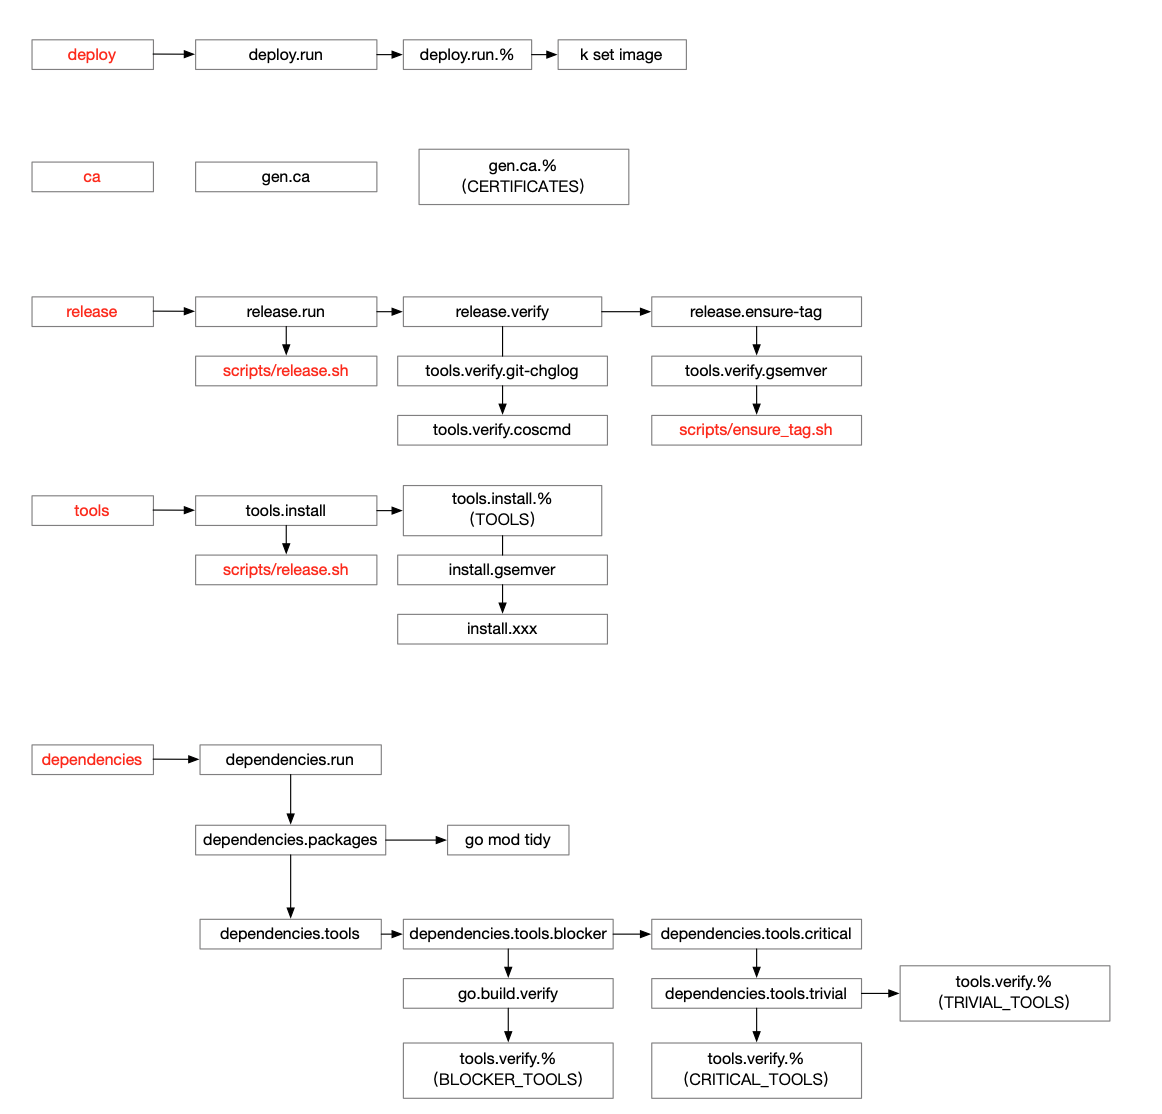 deploy
deploy.run
deploy.run.%
k set image
ca
gen.ca
gen.ca.%
(CERTIFICATES)
release
release.run
release.verify
release.ensure-tag
scripts/release.sh
tools.verify.git-chglog
tools.verify.gsemver
tools.verify.coscmd
scripts/ensure_tag.sh
tools
tools.install
tools.install.%
(TOOLS)
scripts/release.sh
install.gsemver
install.xxx
dependencies
dependencies.run
dependencies.packages
go mod tidy
dependencies.tools
dependencies.tools.blocker
dependencies.tools.critical
go.build.verify
dependencies.tools.trivial
tools.verify.%
(TRIVIAL_TOOLS)
tools.verify.%
(BLOCKER_TOOLS)
tools.verify.%
(CRITICAL_TOOLS)